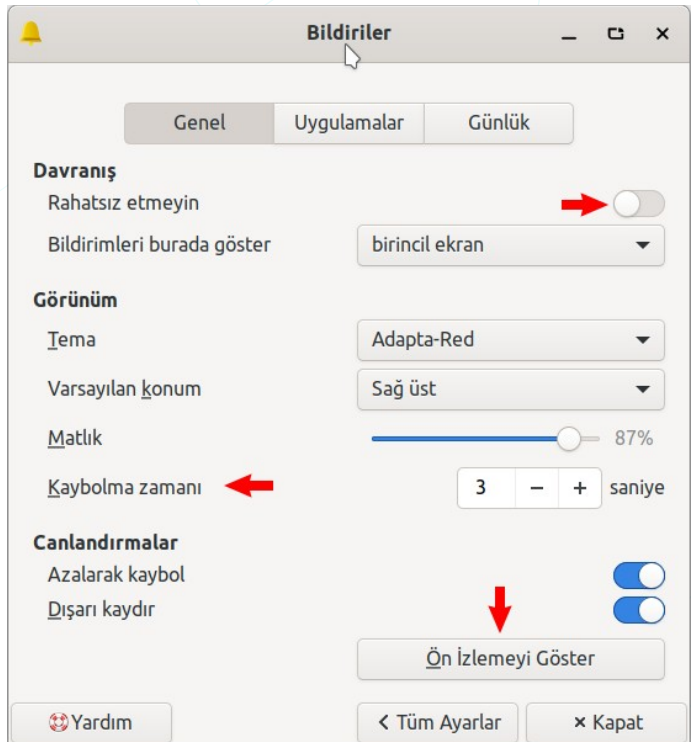 Bildiriler
Genel Uygulamalar Günlük
Davranış
Rahatsız etmeyin
Bildirimleri burada göster birincil ekran
Görünüm
Tema Adapta-Red
Varsayılan konum Sağ üst
Matlık 87%
Kaybolma zamanı 3 − + saniye
Canlandırmalar
Azalarak kaybol
Dışarı kaydır
Ön İzlemeyi Göster
Yardım < Tüm Ayarlar × Kapat